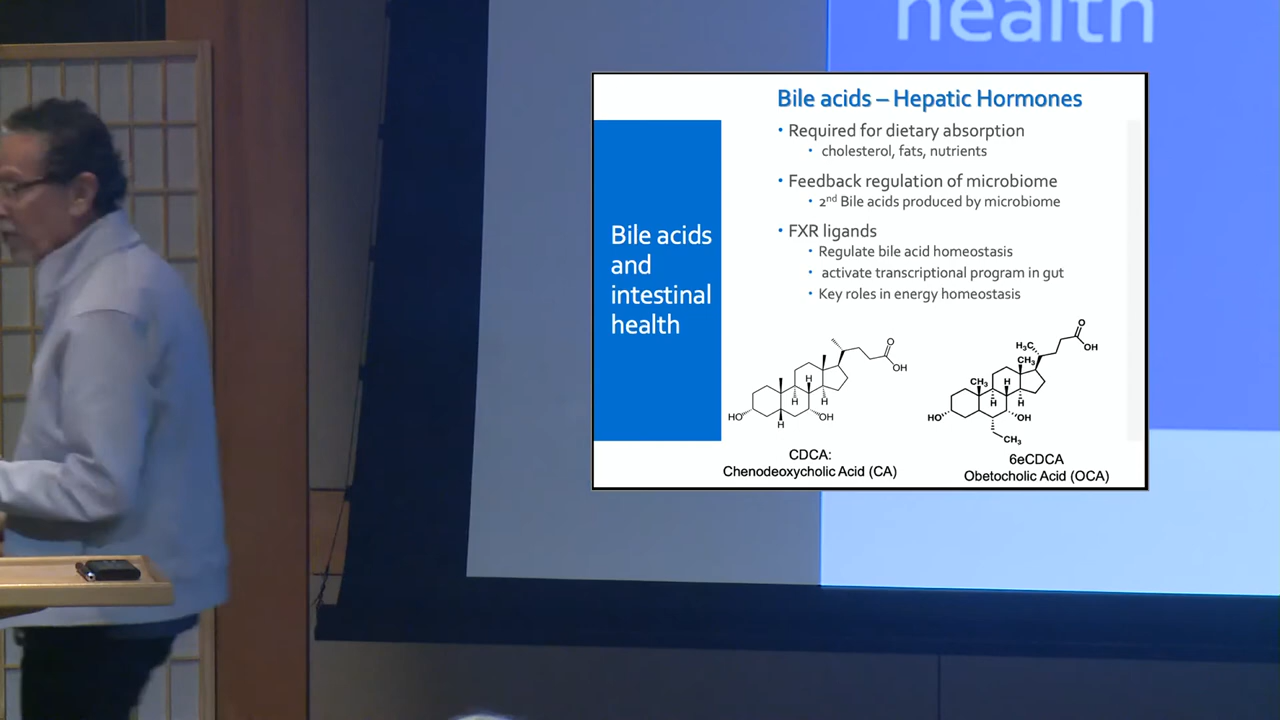 health
Bile acids – Hepatic Hormones
• Required for dietary absorption
• cholesterol, fats, nutrients
• Feedback regulation of microbiome
• 2nd Bile acids produced by microbiome
• FXR ligands
• Regulate bile acid homeostasis
• activate transcriptional program in gut
• Key roles in energy homeostasis
Bile acids
and
intestinal
health
O
OH
H
H
H
HO
OH
H
CDCA:
Chenodeoxycholic Acid (CA)
O
H₃C
OH
CH₃
CH₃
H
H
H
HO
OH
CH₃
6eCDCA
Obetocholic Acid (OCA)